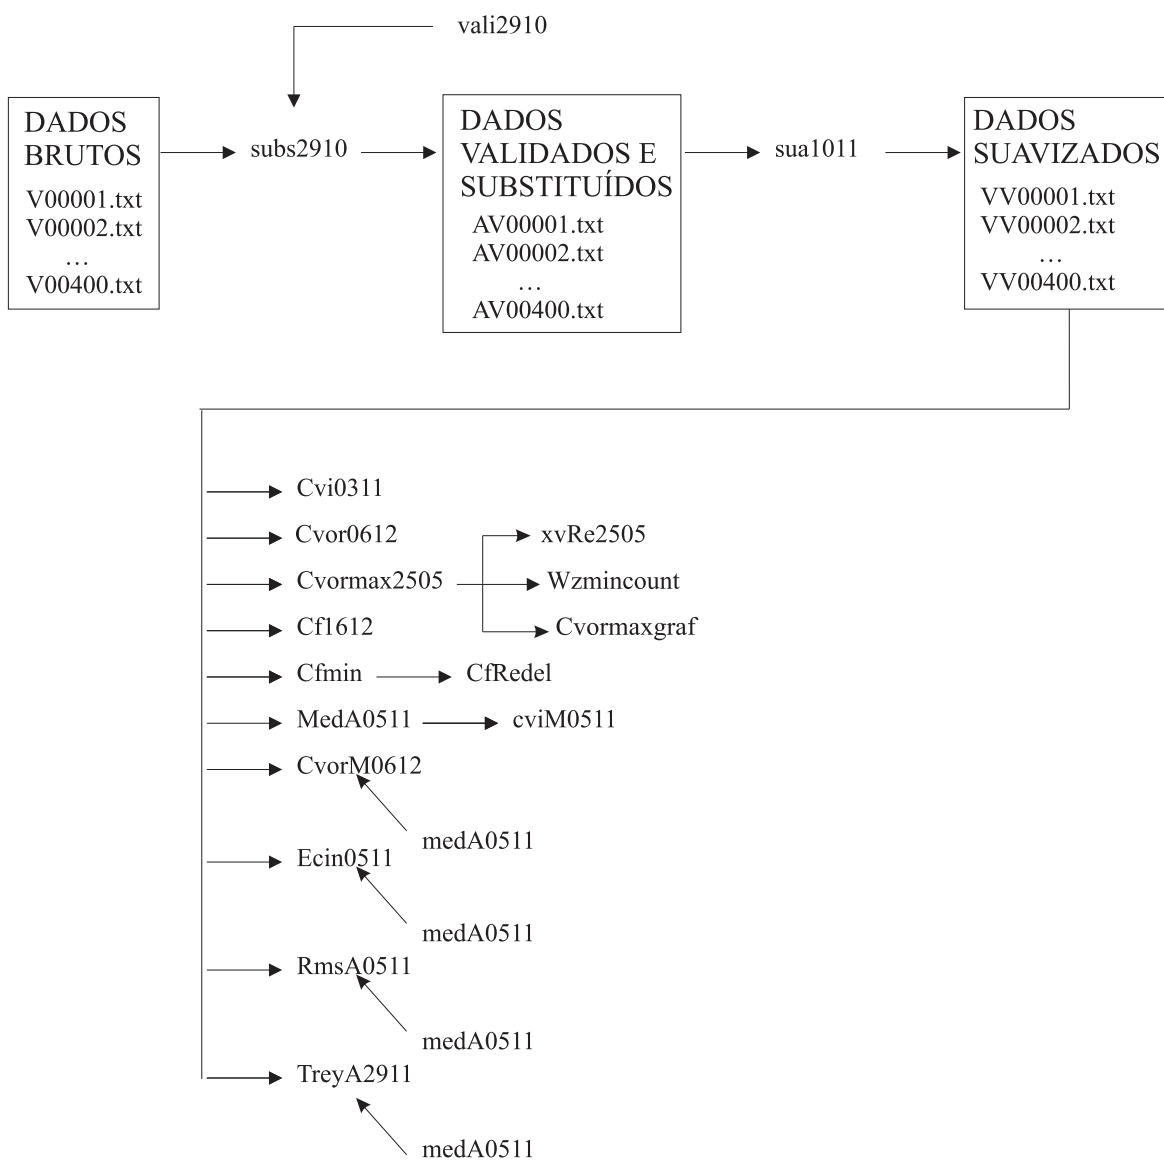 vali2910
DADOS
BRUTOS
V00001.txt
V00002.txt
...
V00400.txt
subs2910
DADOS
VALIDADOS E
SUBSTITUÍDOS
AV00001.txt
AV00002.txt
...
AV00400.txt
sua1011
DADOS
SUAVIZADOS
VV00001.txt
VV00002.txt
...
VV00400.txt
Cvi0311
Cvor0612
xvRe2505
Cvormax2505
Wzmincount
Cf1612
Cvormaxgraf
Cfmin
CfRedel
MedA0511
cviM0511
CvorM0612
medA0511
Ecin0511
medA0511
RmsA0511
medA0511
TreyA2911
medA0511